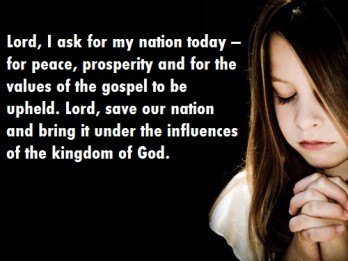 Lord, I ask for my nation today –
for peace, prosperity and for the
values of the gospel to be
upheld. Lord, save our nation
and bring it under the influences
of the kingdom of God.